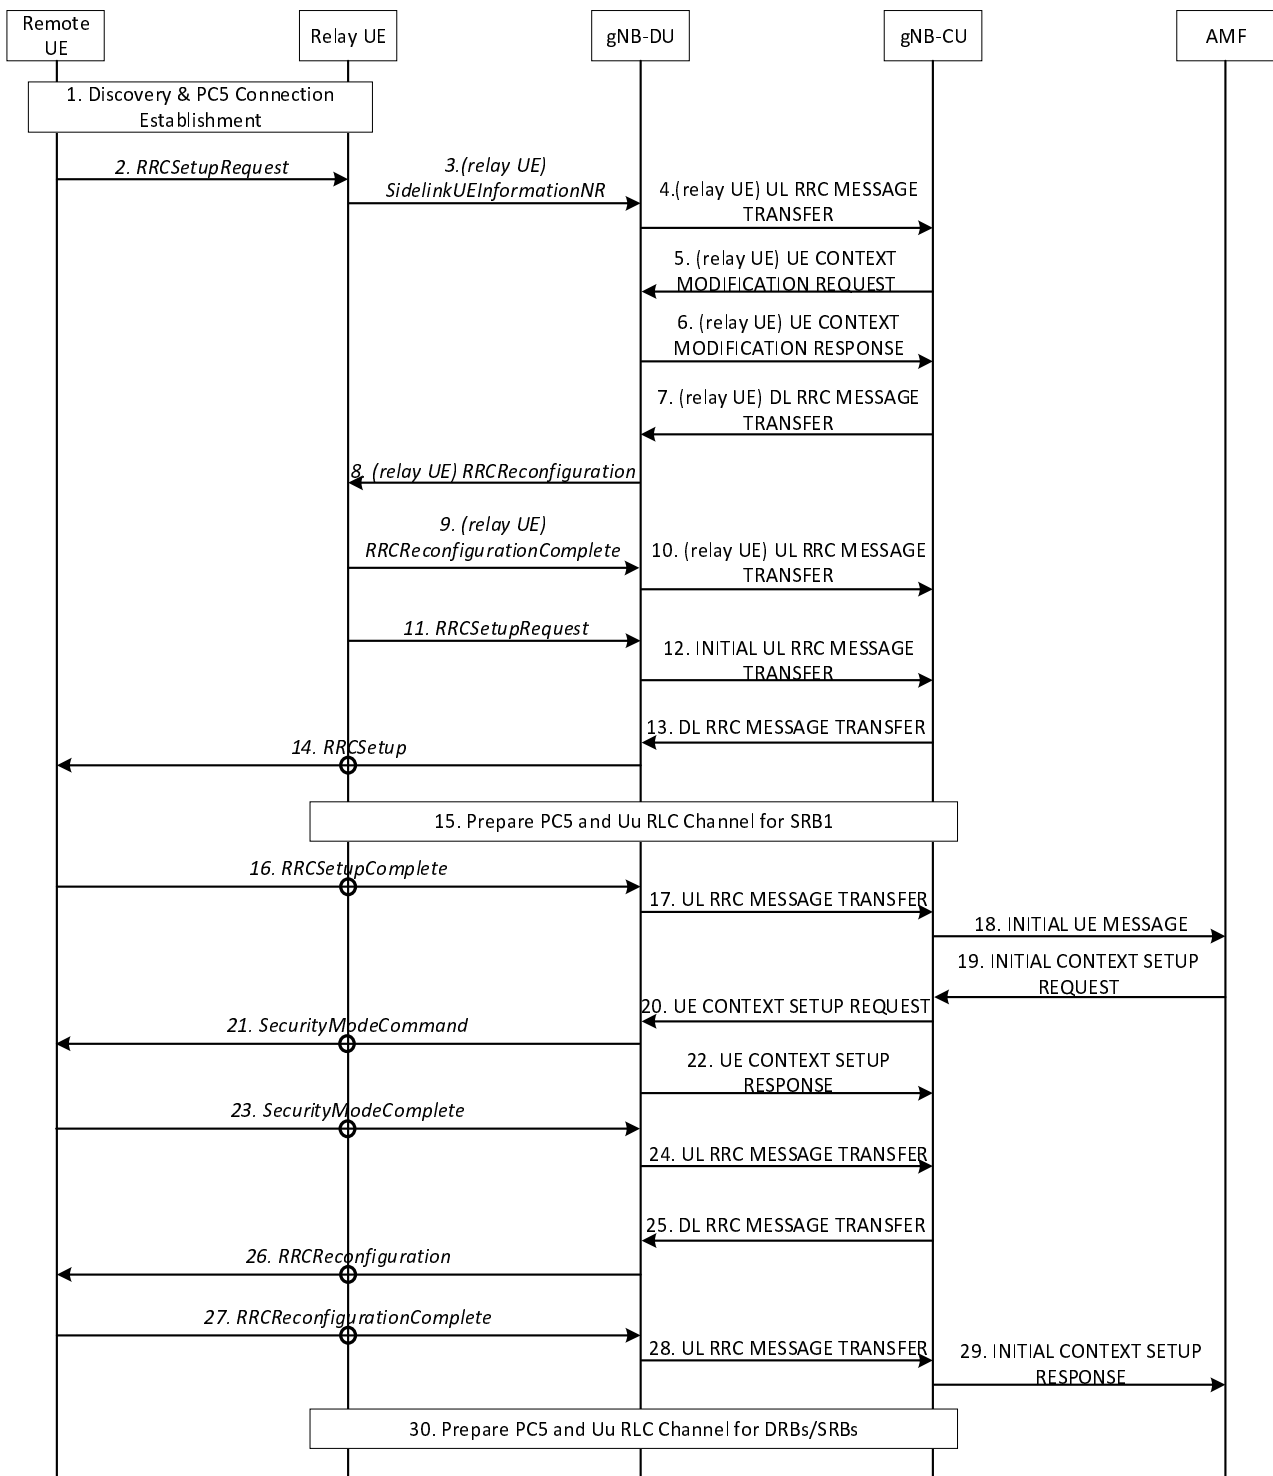 Remote
UE
Relay UE
gNB-DU
gNB-CU
AMF
1. Discovery & PC5 Connection
Establishment
2. RRCSetupRequest
3.(relay UE)
SidelinkUEInformationNR
4.(relay UE) UL RRC MESSAGE
TRANSFER
5. (relay UE) UE CONTEXT
MODIFICATION REQUEST
6. (relay UE) UE CONTEXT
MODIFICATION RESPONSE
7. (relay UE) DL RRC MESSAGE
TRANSFER
8. (relay UE) RRCReconfiguration
9. (relay UE)
RRCReconfigurationComplete
10. (relay UE) UL RRC MESSAGE
TRANSFER
11. RRCSetupRequest
12. INITIAL UL RRC MESSAGE
TRANSFER
13. DL RRC MESSAGE TRANSFER
14. RRCSetup
15. Prepare PC5 and Uu RLC Channel for SRB1
16. RRCSetupComplete
17. UL RRC MESSAGE TRANSFER
18. INITIAL UE MESSAGE
19. INITIAL CONTEXT SETUP
REQUEST
20. UE CONTEXT SETUP REQUEST
21. SecurityModeCommand
22. UE CONTEXT SETUP
RESPONSE
23. SecurityModeComplete
24. UL RRC MESSAGE TRANSFER
25. DL RRC MESSAGE TRANSFER
26. RRCReconfiguration
27. RRCReconfigurationComplete
28. UL RRC MESSAGE TRANSFER
29. INITIAL CONTEXT SETUP
RESPONSE
30. Prepare PC5 and Uu RLC Channel for DRBs/SRBs